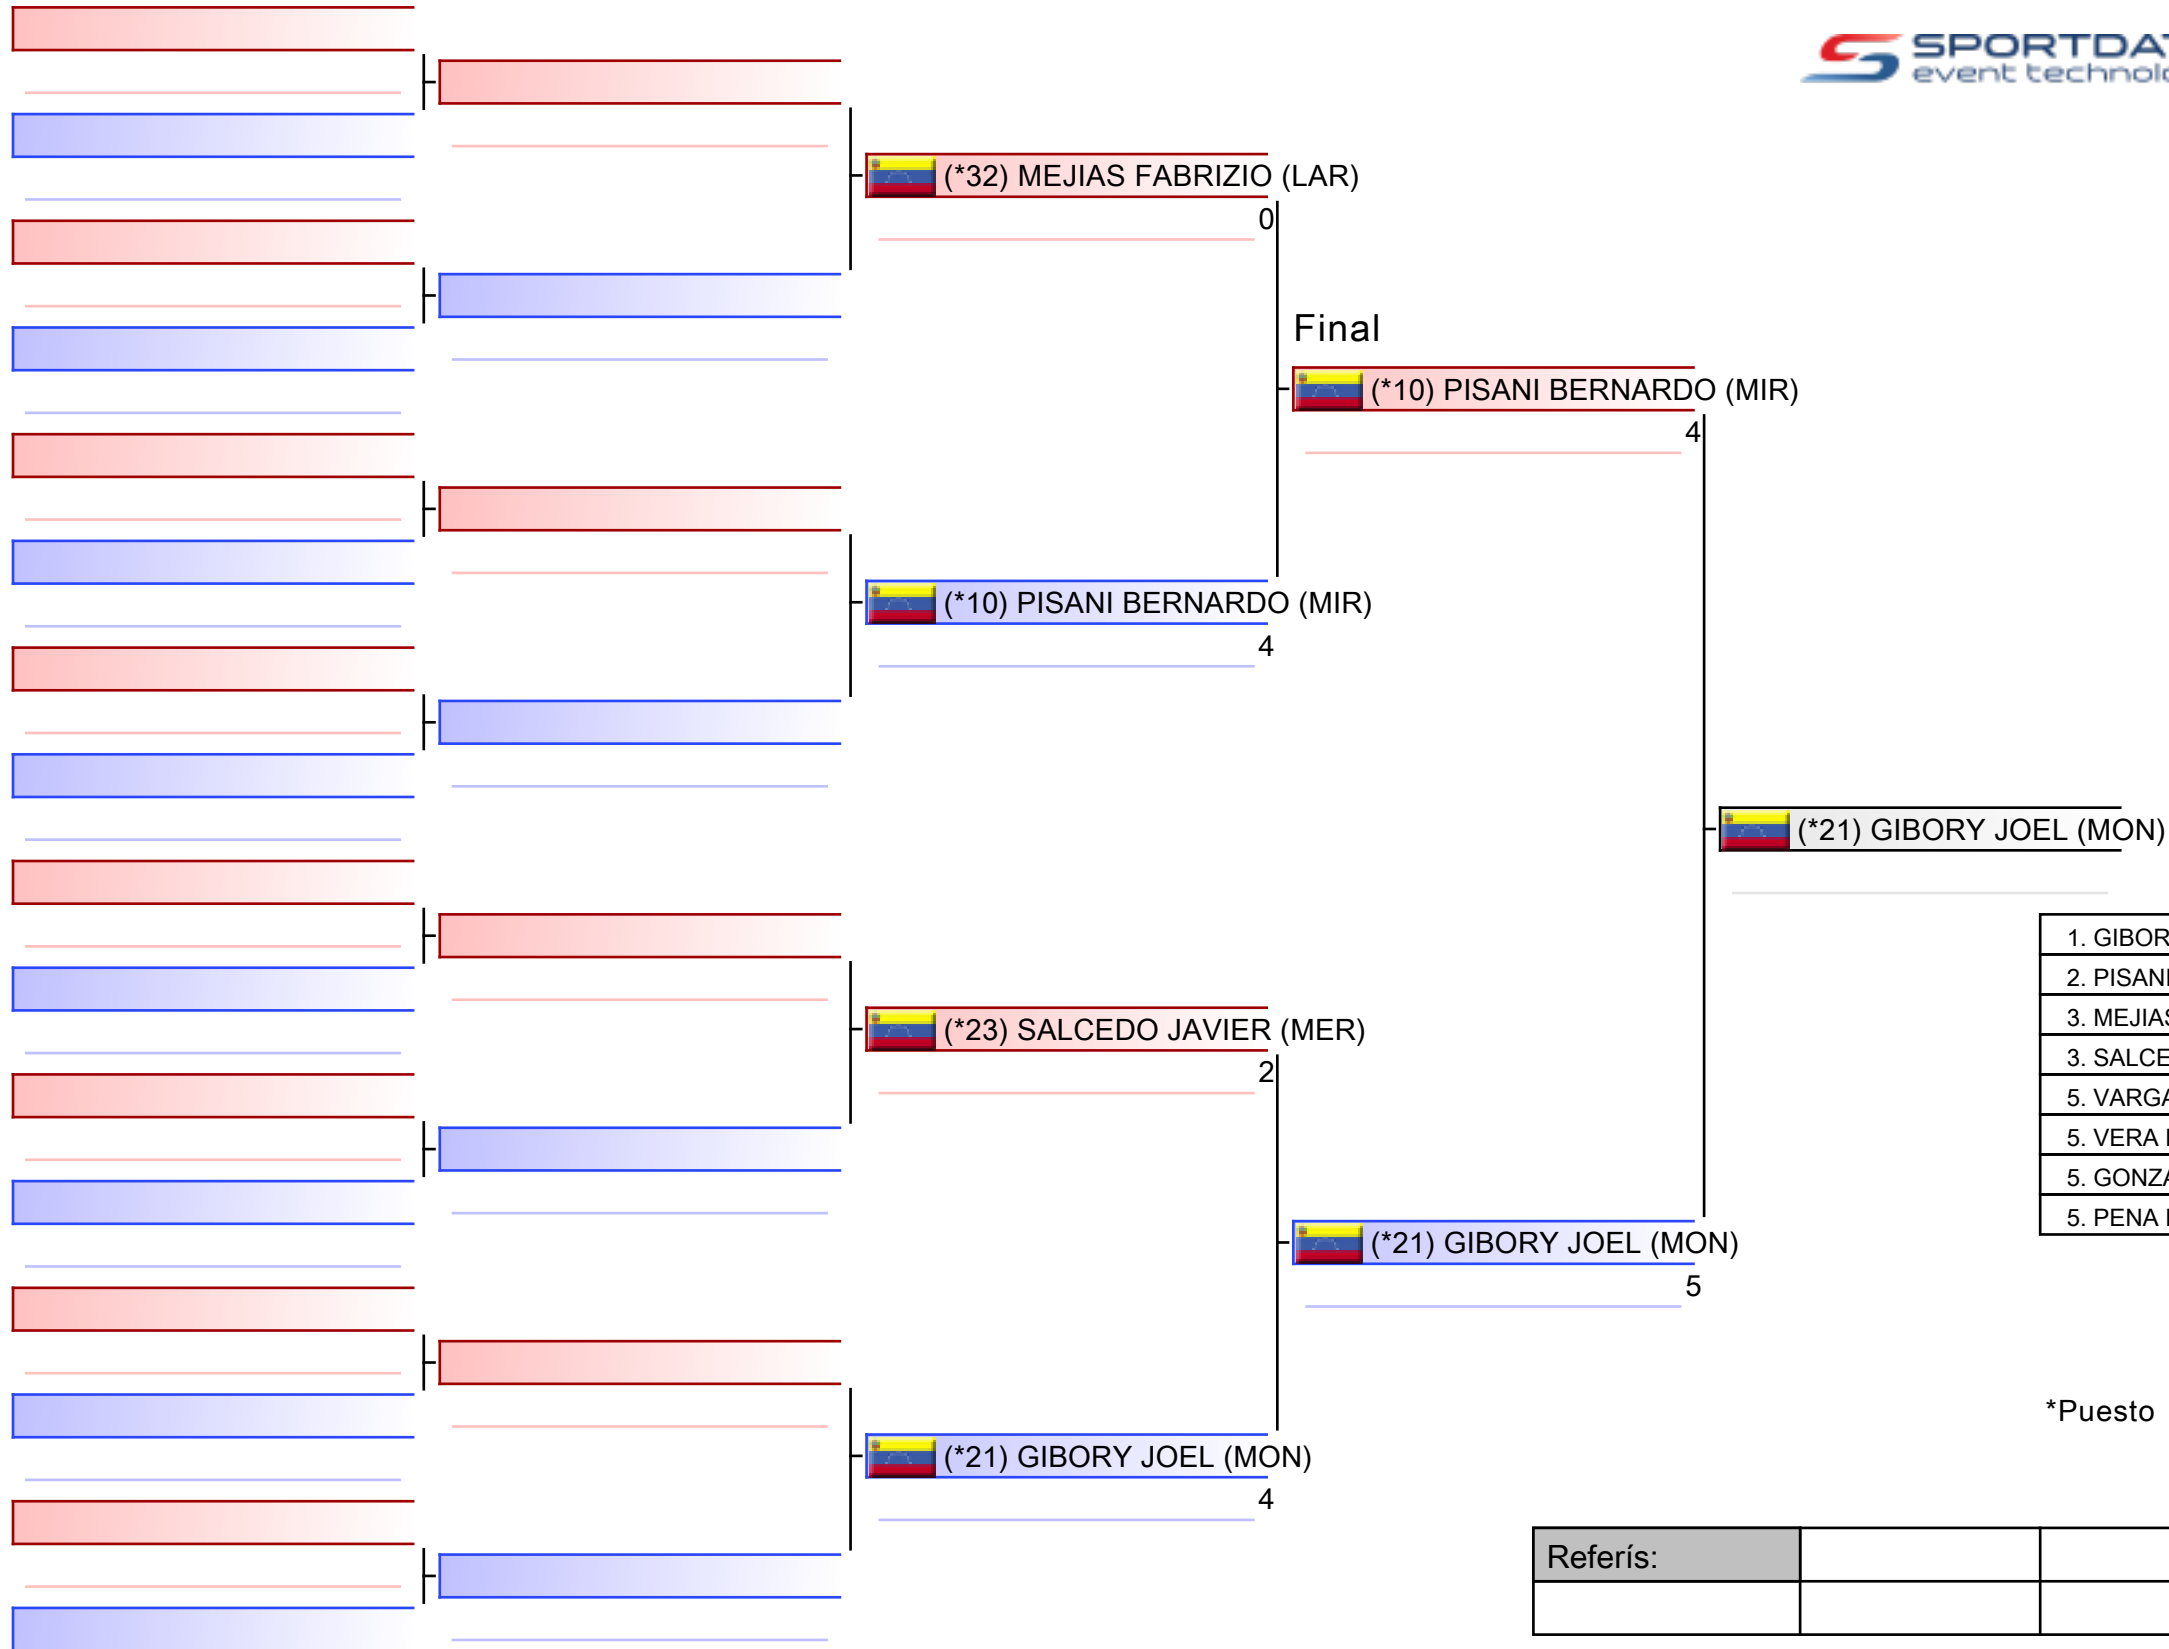 SPORTDAT
event technolo
(*32) MEJIAS FABRIZIO (LAR)
0
Final
(*10) PISANI BERNARDO (MIR)
4
(*10) PISANI BERNARDO (MIR)
4
(*21) GIBORY JOEL (MON)
1. GIBOR
2. PISANI
3. MEJIAS
3. SALCE
5. VARGA
5. VERA
5. GONZA
5. PENA
(*23) SALCEDO JAVIER (MER)
2
(*21) GIBORY JOEL (MON)
5
*Puesto
(*21) GIBORY JOEL (MON)
4
Referís: